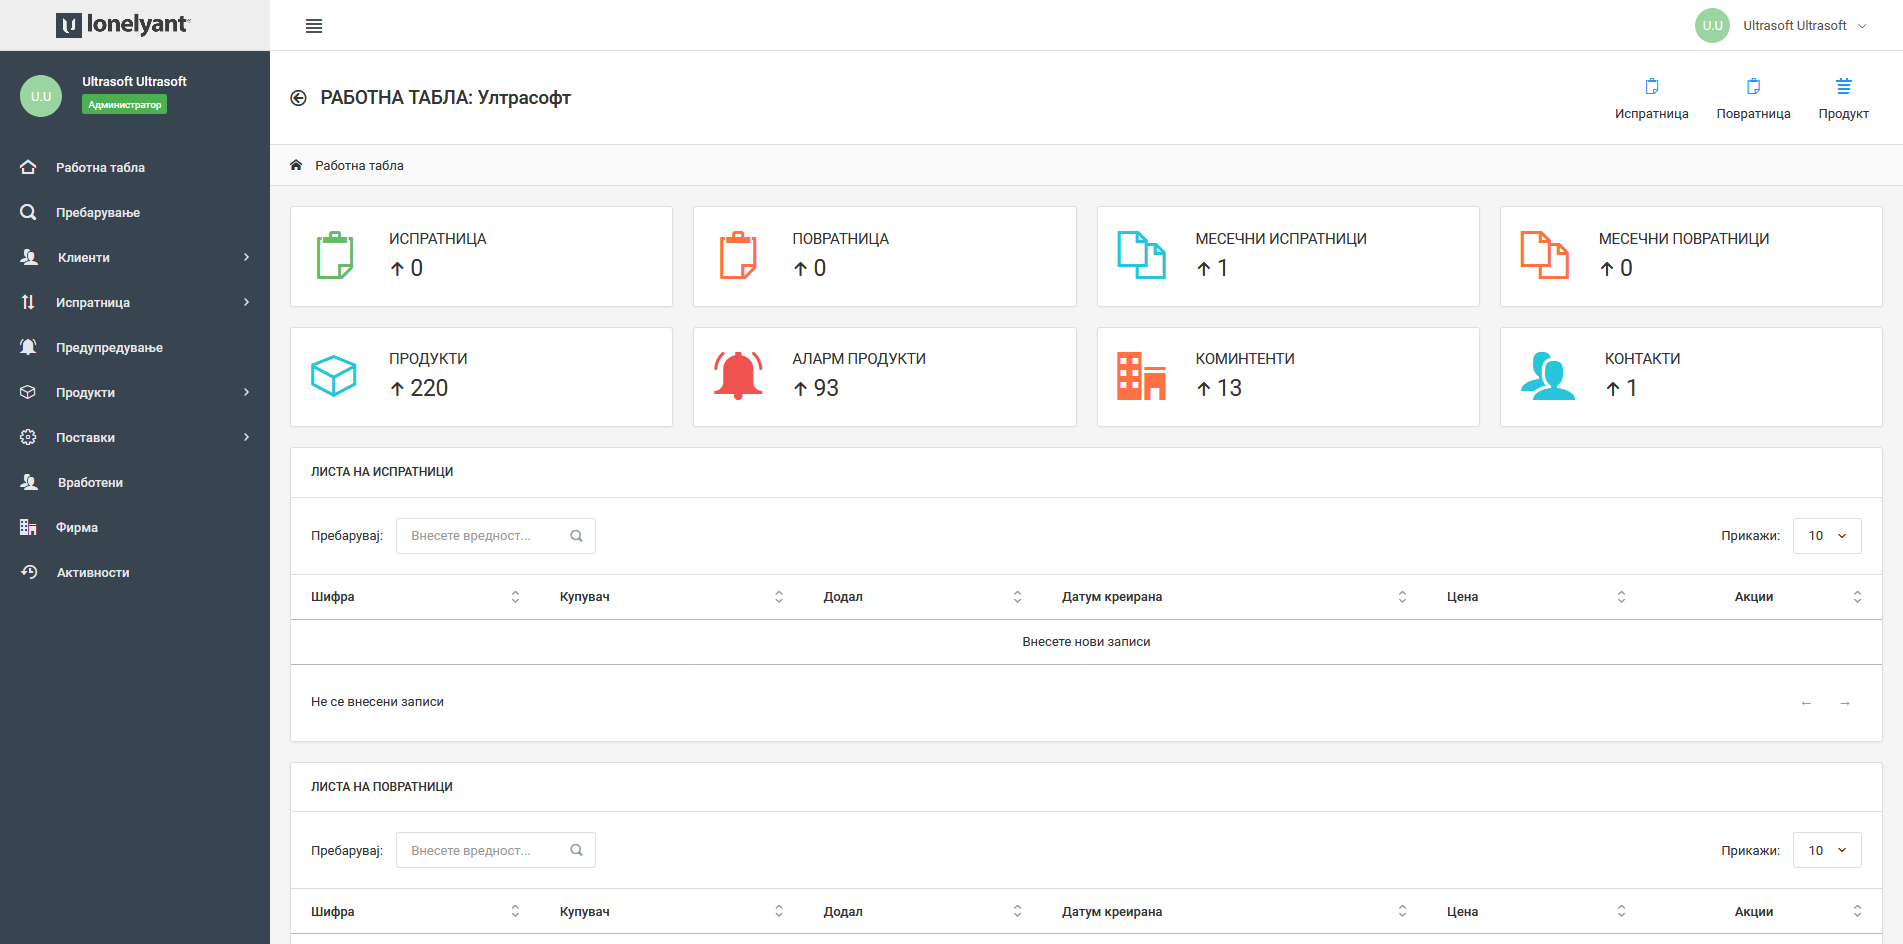 lonelyant
U.U Ultrasoft Ultrasoft
U.U
Ultrasoft Ultrasoft
Администратор
Работна табла
Пребарување
Клиенти
Испратница
Предупредување
Продукти
Поставки
Вработени
Фирма
Активности
РАБОТНА ТАБЛА: Ултрасофт
Испратница Повратница Продукт
Работна табла
ИСПРАТНИЦА
0
ПОВРАТНИЦА
0
МЕСЕЧНИ ИСПРАТНИЦИ
1
МЕСЕЧНИ ПОВРАТНИЦИ
0
ПРОДУКТИ
220
АЛАРМ ПРОДУКТИ
93
КОМИНТЕНТИ
13
КОНТАКТИ
1
ЛИСТА НА ИСПРАТНИЦИ
Пребарувај: Внесете вредност... Прикажи: 10
Шифра Купувач Додал Датум креирана Цена Акции
Внесете нови записи
Не се внесени записи ← →
ЛИСТА НА ПОВРАТНИЦИ
Пребарувај: Внесете вредност... Прикажи: 10
Шифра Купувач Додал Датум креирана Цена Акции